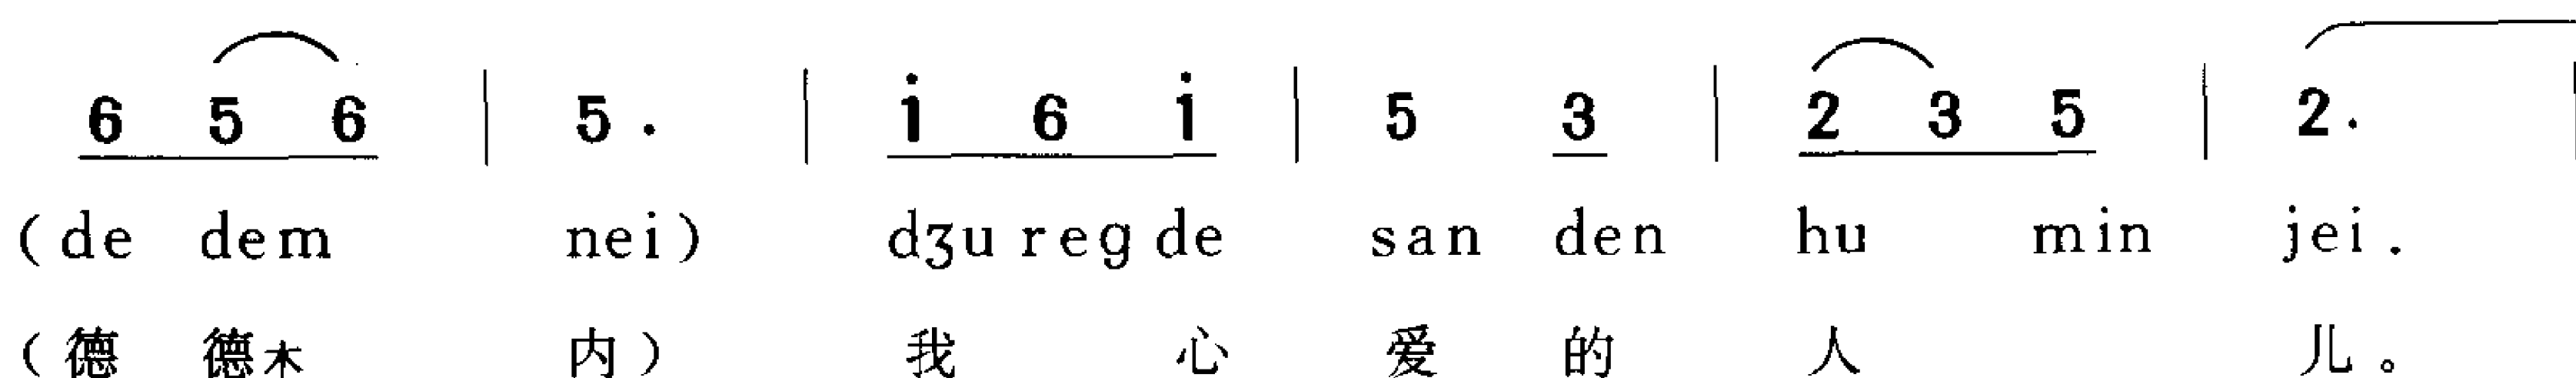 6 5 6 | 5 . | i 6 i | 5 3 | 2 3 5 | 2 . |
(de dem nei) dʒu reg de san den hu min jei .
(德 德木 内) 我 心 爱 的 人 儿 。